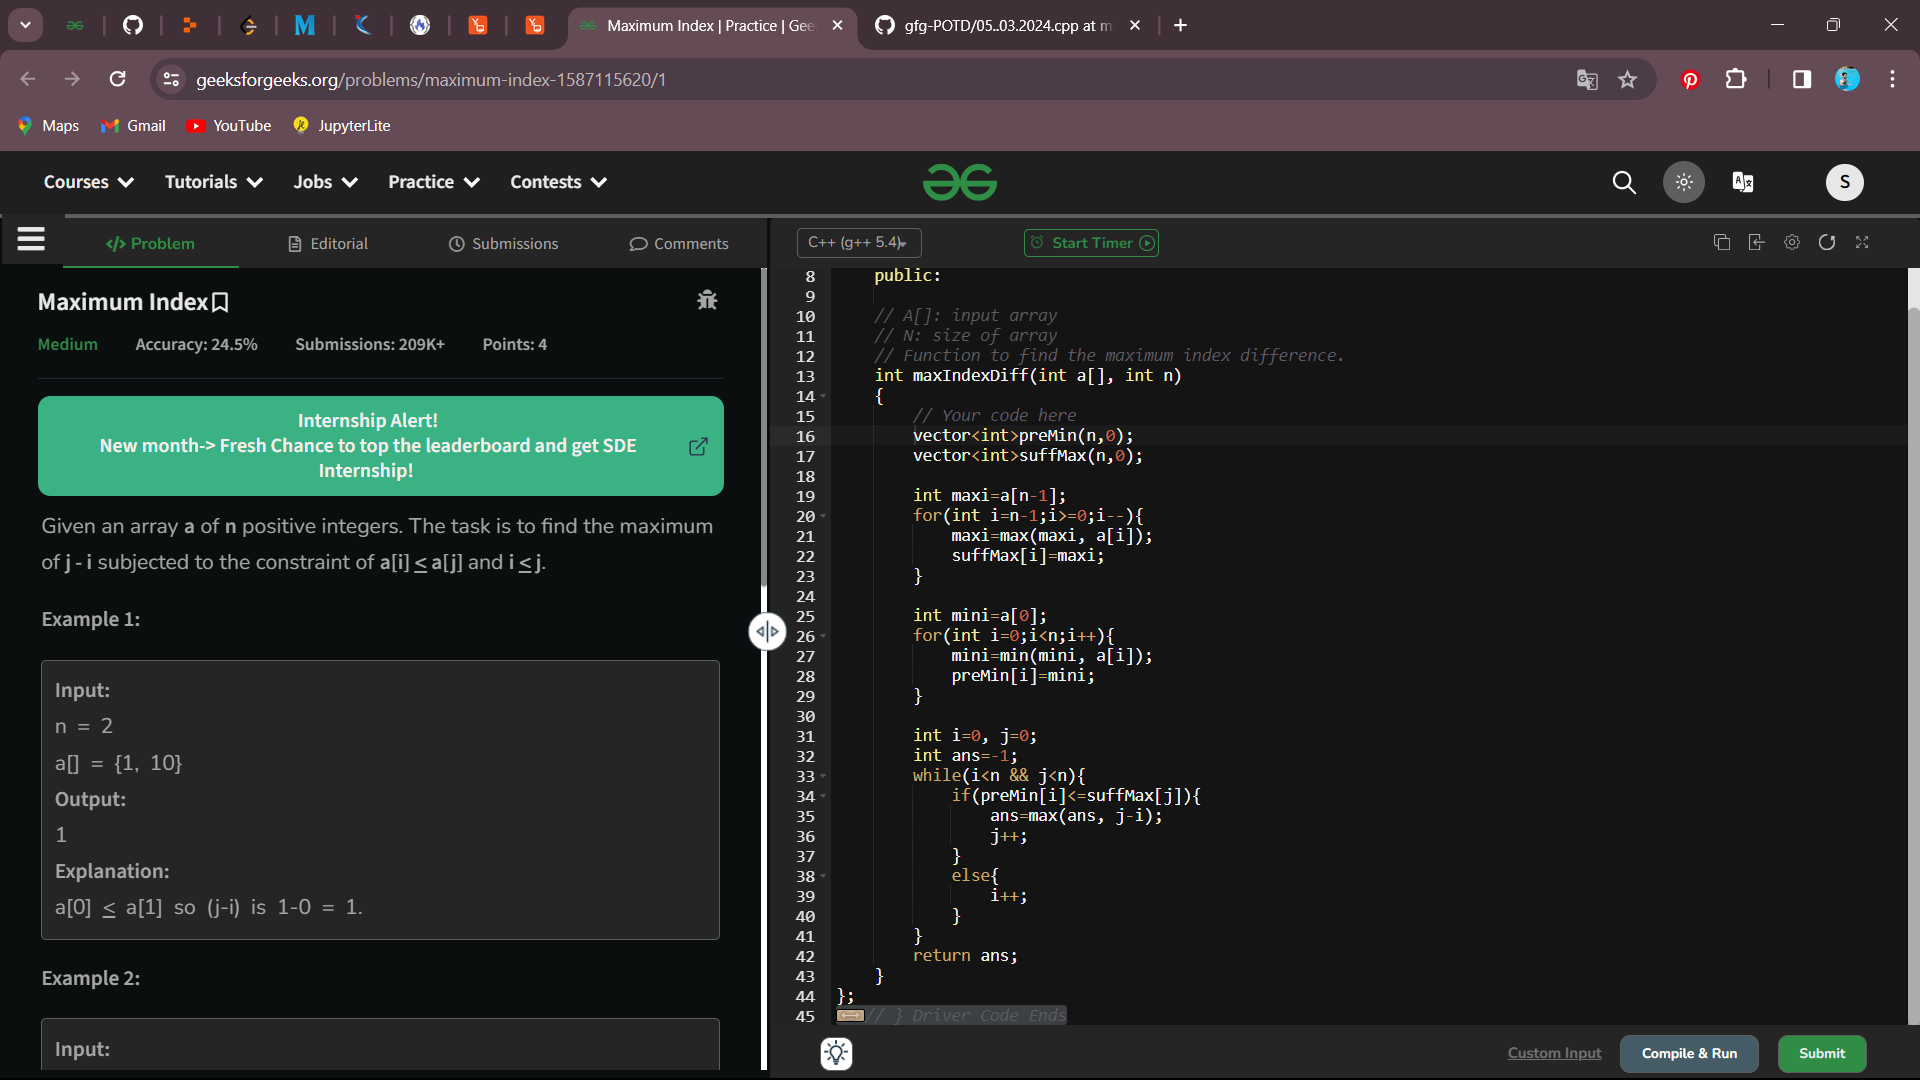 Maximum Index | Practice | Gee
gfg-POTD/05..03.2024.cpp at m
geeksforgeeks.org/problems/maximum-index-1587115620/1
Maps
Gmail
YouTube
JupyterLite
Courses
Tutorials
Jobs
Practice
Contests
S
</> Problem
Editorial
Submissions
Comments
C++ (g++ 5.4)
Start Timer
Maximum Index
Medium
Accuracy: 24.5%
Submissions: 209K+
Points: 4
Internship Alert!
New month-> Fresh Chance to top the leaderboard and get SDE
Internship!
Given an array a of n positive integers. The task is to find the maximum
of j - i subjected to the constraint of a[i] ≤ a[j] and i ≤ j.
Example 1:
Input:
n = 2
a[] = {1, 10}
Output:
1
Explanation:
a[0] ≤ a[1] so (j-i) is 1-0 = 1.
Example 2:
Input:
8 public:
9
10 // A[]: input array
11 // N: size of array
12 // Function to find the maximum index difference.
13 int maxIndexDiff(int a[], int n)
14 {
15 // Your code here
16 vector<int>preMin(n,0);
17 vector<int>suffMax(n,0);
18
19 int maxi=a[n-1];
20 for(int i=n-1;i>=0;i--){
21 maxi=max(maxi, a[i]);
22 suffMax[i]=maxi;
23 }
24
25 int mini=a[0];
26 for(int i=0;i<n;i++){
27 mini=min(mini, a[i]);
28 preMin[i]=mini;
29 }
30
31 int i=0, j=0;
32 int ans=-1;
33 while(i<n && j<n){
34 if(preMin[i]<=suffMax[j]){
35 ans=max(ans, j-i);
36 j++;
37 }
38 else{
39 i++;
40 }
41 }
42 return ans;
43 }
44 };
45 // } Driver Code Ends
Custom Input
Compile & Run
Submit